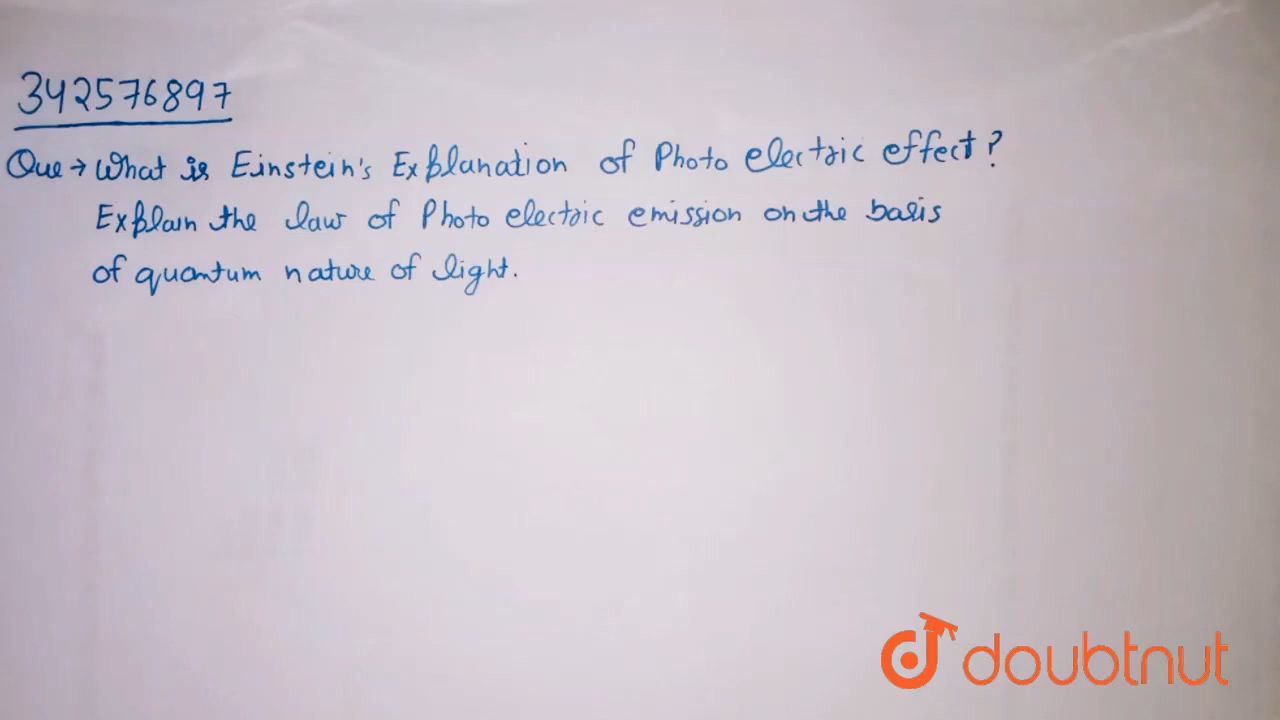 342576897
Que → What is Einstein's Explanation of Photo electric effect?
Explain the law of Photo electric emission on the basis
of quantum nature of light.
doubtnut